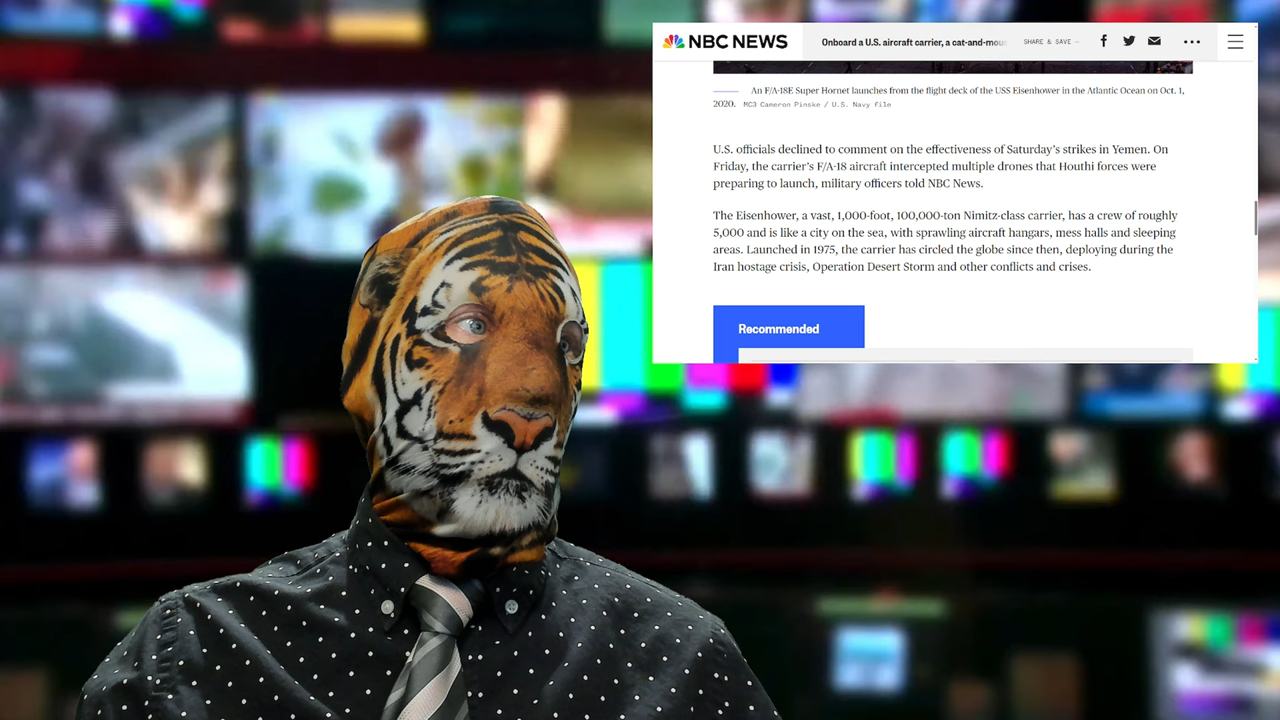 NBC NEWS
Onboard a U.S. aircraft carrier, a cat-and-mou
SHARE & SAVE
An F/A-18E Super Hornet launches from the flight deck of the USS Eisenhower in the Atlantic Ocean on Oct. 1,
2020. MC3 Cameron Pinske / U.S. Navy file
U.S. officials declined to comment on the effectiveness of Saturday's strikes in Yemen. On
Friday, the carrier's F/A-18 aircraft intercepted multiple drones that Houthi forces were
preparing to launch, military officers told NBC News.
The Eisenhower, a vast, 1,000-foot, 100,000-ton Nimitz-class carrier, has a crew of roughly
5,000 and is like a city on the sea, with sprawling aircraft hangars, mess halls and sleeping
areas. Launched in 1975, the carrier has circled the globe since then, deploying during the
Iran hostage crisis, Operation Desert Storm and other conflicts and crises.
Recommended